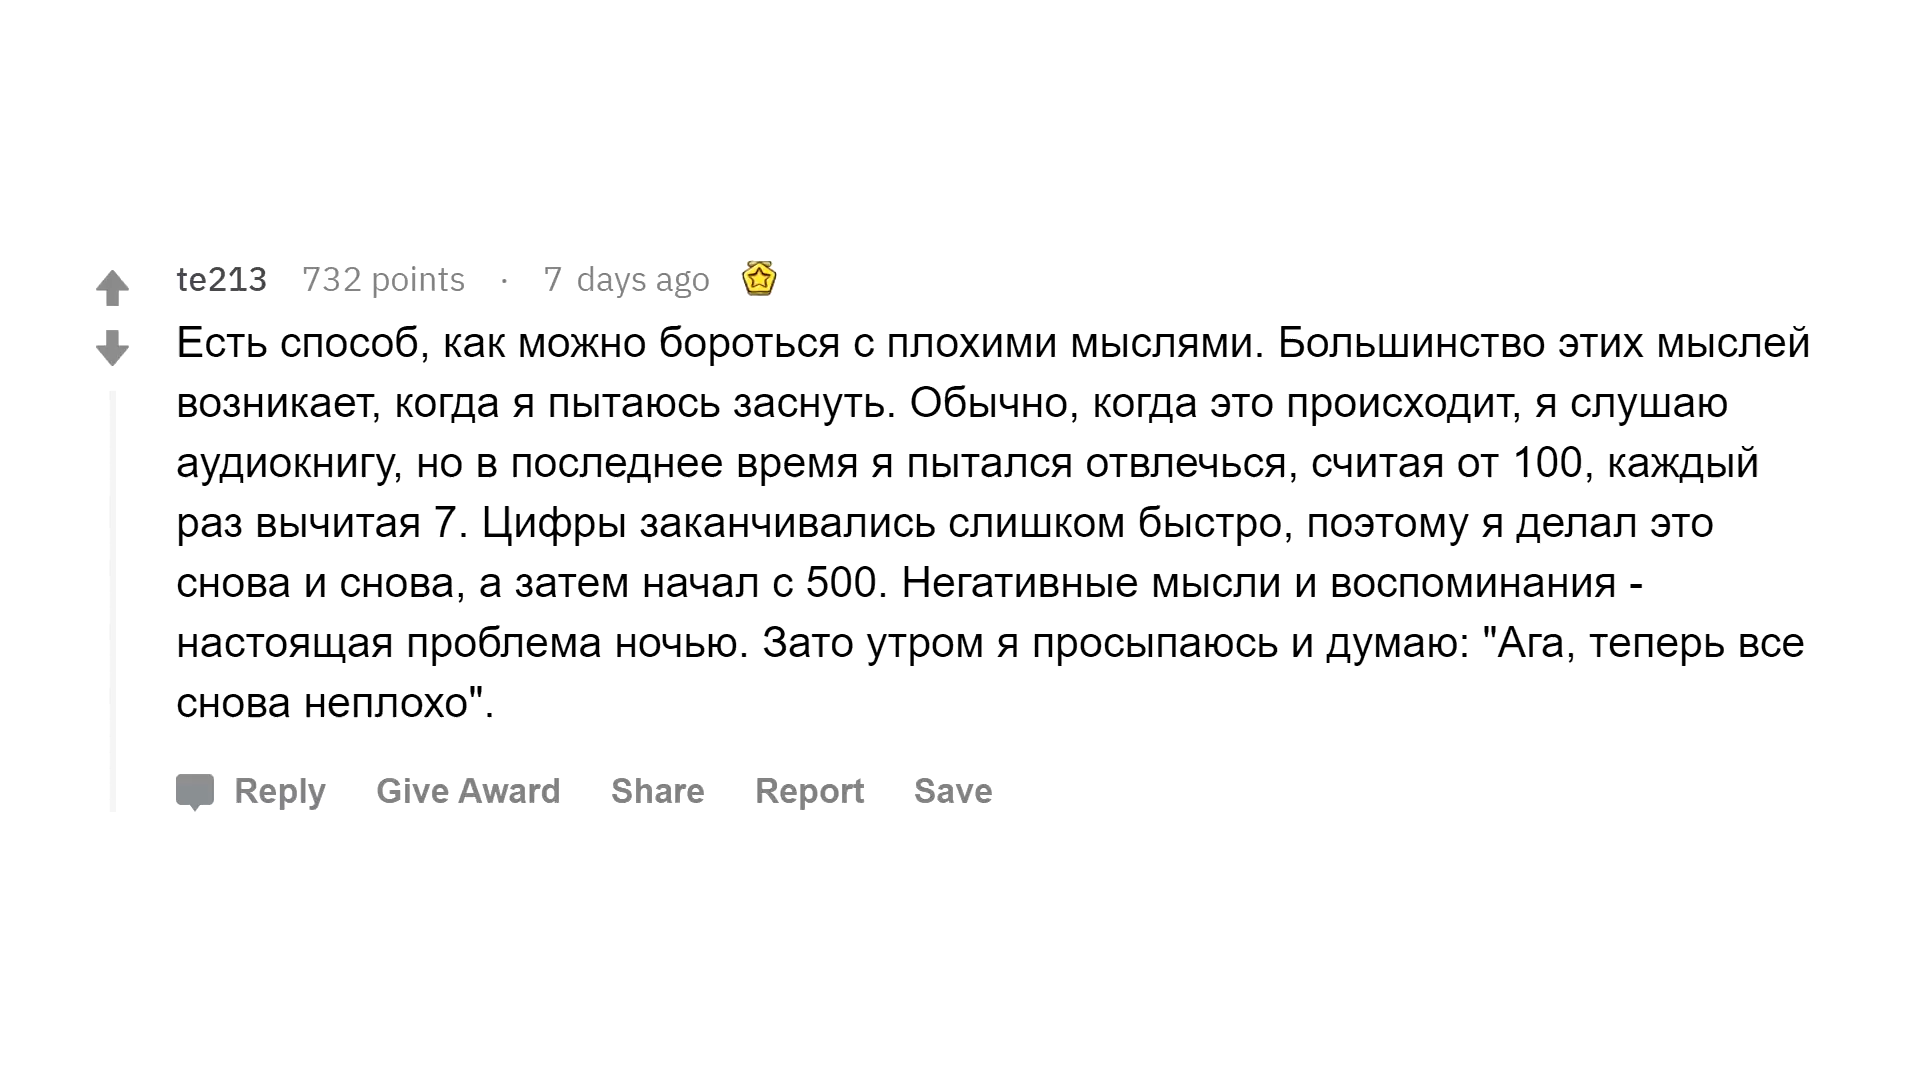 te213 732 points · 7 days ago
Есть способ, как можно бороться с плохими мыслями. Большинство этих мыслей
возникает, когда я пытаюсь заснуть. Обычно, когда это происходит, я слушаю
аудиокнигу, но в последнее время я пытался отвлечься, считая от 100, каждый
раз вычитая 7. Цифры заканчивались слишком быстро, поэтому я делал это
снова и снова, а затем начал с 500. Негативные мысли и воспоминания -
настоящая проблема ночью. Зато утром я просыпаюсь и думаю: "Ага, теперь все
снова неплохо".
Reply Give Award Share Report Save